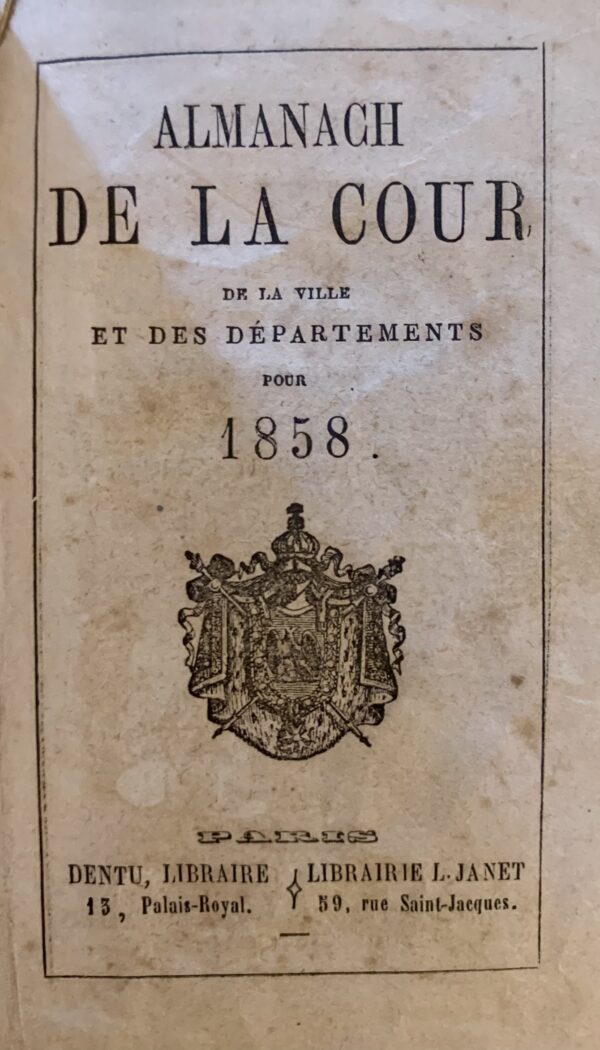 ALMANACH
DE LA COUR,
DE LA VILLE
ET DES DÉPARTEMENTS
POUR
1858.
PARIS
DENTU, LIBRAIRE
13, Palais-Royal.
LIBRAIRIE L. JANET
59, rue Saint-Jacques.